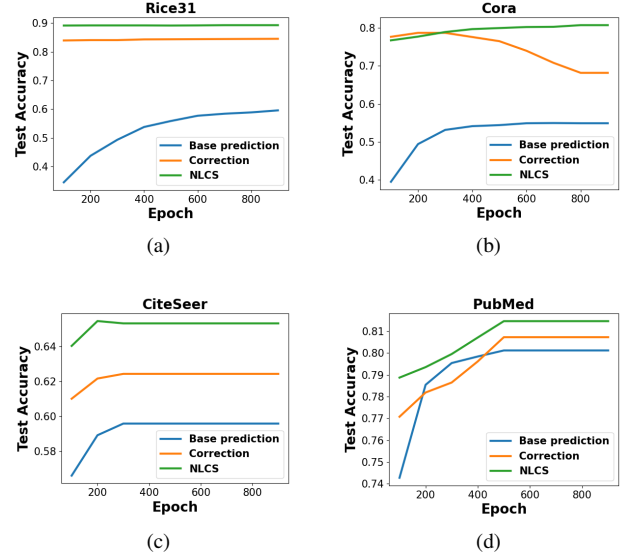 Rice31
Test Accuracy
0.9
0.8
0.7
0.6
0.5
0.4
Base prediction
Correction
NLCS
200 400 600 800
Epoch
(a)
Cora
Test Accuracy
0.8
0.7
0.6
0.5
0.4
Base prediction
Correction
NLCS
200 400 600 800
Epoch
(b)
CiteSeer
Test Accuracy
0.64
0.62
0.60
0.58
Base prediction
Correction
NLCS
200 400 600 800
Epoch
(c)
PubMed
Test Accuracy
0.81
0.80
0.79
0.78
0.77
0.76
0.75
0.74
Base prediction
Correction
NLCS
200 400 600 800
Epoch
(d)